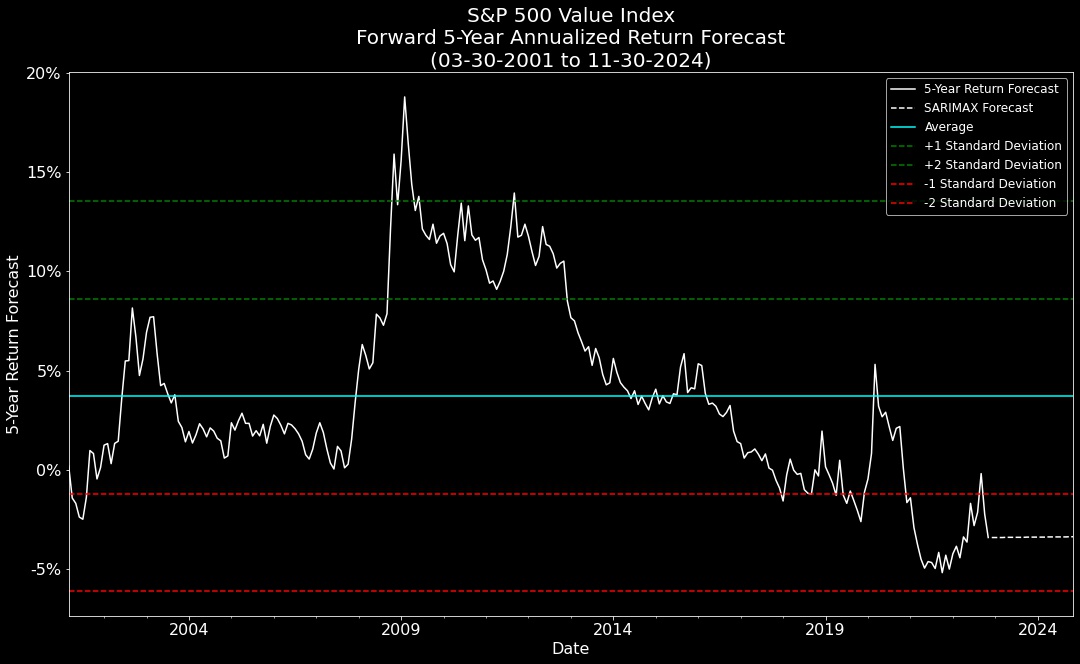 S&P 500 Value Index
Forward 5-Year Annualized Return Forecast
(03-30-2001 to 11-30-2024)
20%
15%
10%
5%
0%
-5%
5-Year Return Forecast
5-Year Return Forecast
SARIMAX Forecast
Average
+1 Standard Deviation
+2 Standard Deviation
-1 Standard Deviation
-2 Standard Deviation
2004
2009
2014
2019
2024
Date